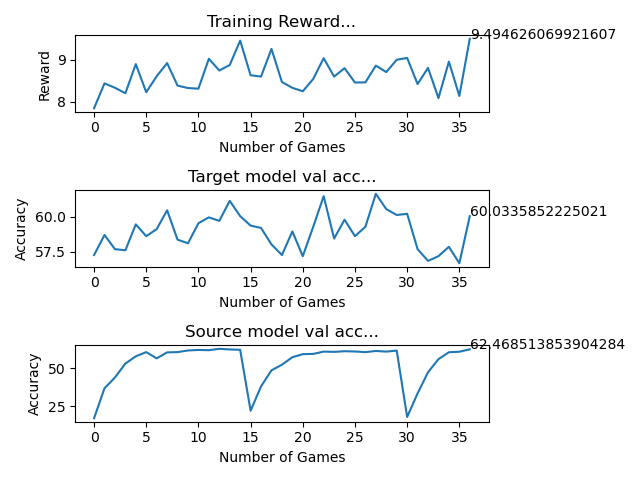 Training Reward...
9.494626069921607
9
8
Reward
0 5 10 15 20 25 30 35
Number of Games
Target model val acc...
60.0335852225021
60.0
57.5
Accuracy
0 5 10 15 20 25 30 35
Number of Games
Source model val acc...
62.468513853904284
50
25
Accuracy
0 5 10 15 20 25 30 35
Number of Games